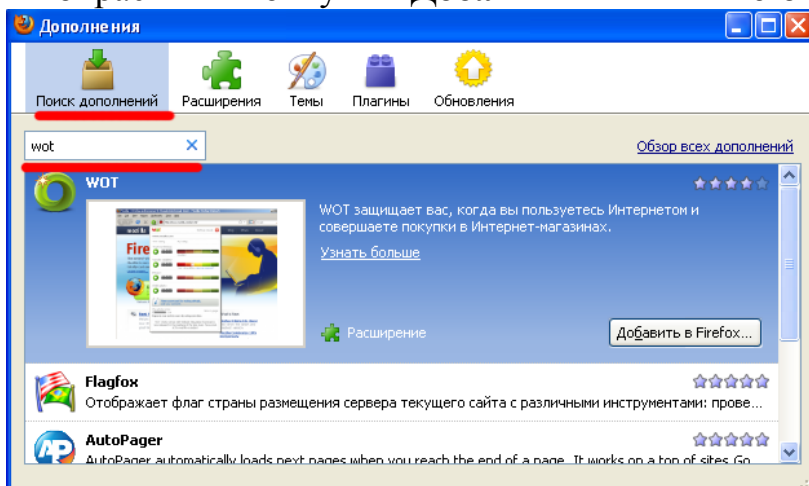 Дополнения
Поиск дополнений Расширения Темы Плагины Обновления
wot
Обзор всех дополнений
WOT
WOT защищает вас, когда вы пользуетесь Интернетом и
совершаете покупки в Интернет-магазинах.
Узнать больше
Fire
Расширение
Добавить в Firefox...
Flagfox
Отображает флаг страны размещения сервера текущего сайта с различными инструментами: прове...
AP
AutoPager
AutoPager automatically loads next pages when you reach the end of a page. It works on a top of sites Go